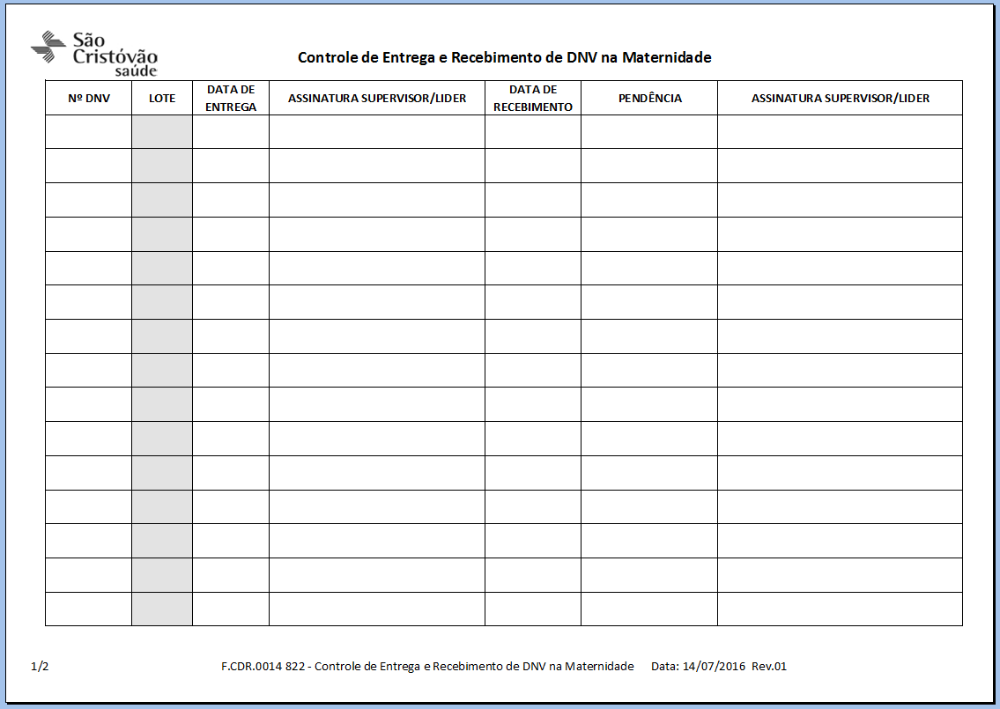 São
Cristóvão
saúde
Controle de Entrega e Recebimento de DNV na Maternidade
Nº DNV LOTE DATA DE ENTREGA ASSINATURA SUPERVISOR/LIDER DATA DE RECEBIMENTO PENDÊNCIA ASSINATURA SUPERVISOR/LIDER
1/2 F.CDR.0014 822 - Controle de Entrega e Recebimento de DNV na Maternidade Data: 14/07/2016 Rev.01